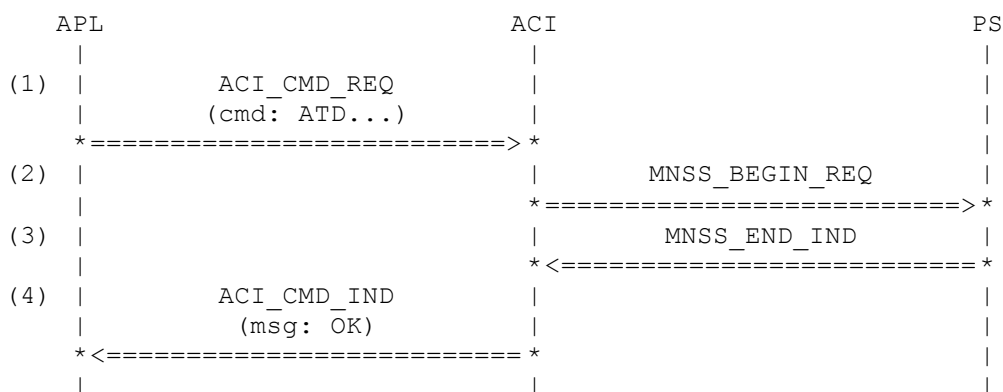 APL ACI PS
(1) ACI_CMD_REQ
(cmd: ATD...)
(2) MNSS_BEGIN_REQ
(3) MNSS_END_IND
(4) ACI_CMD_IND
(msg: OK)